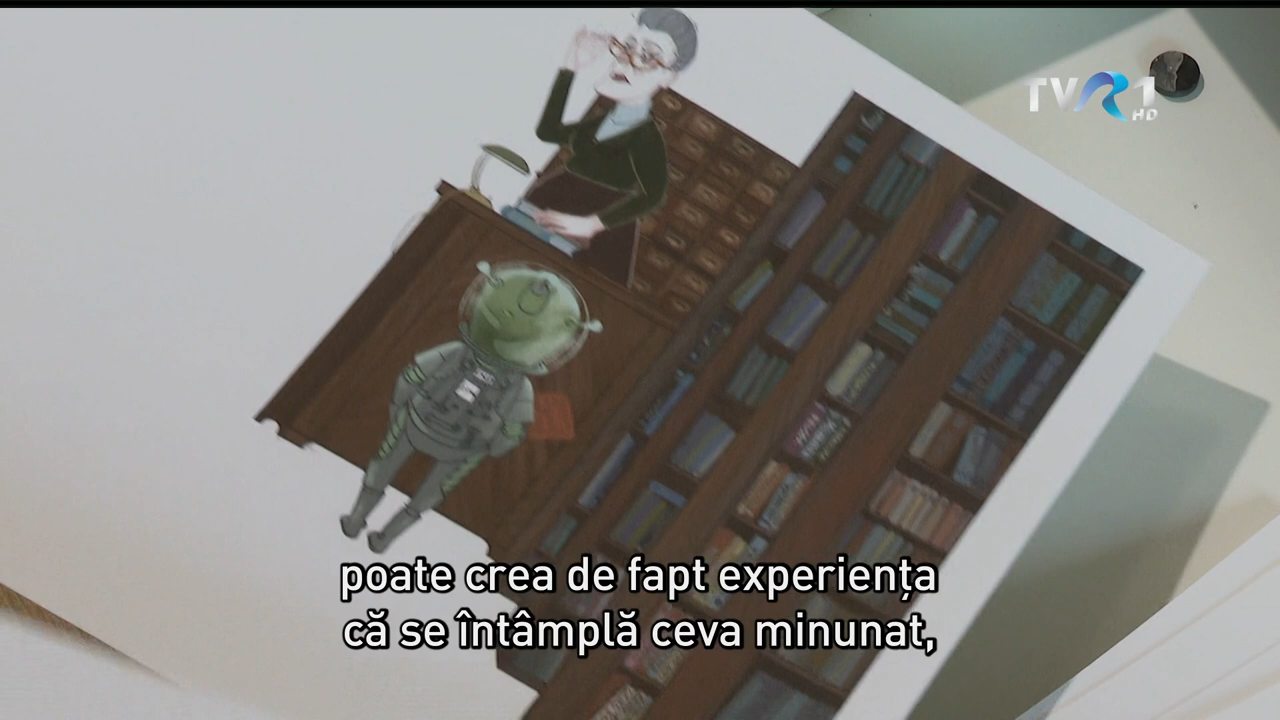 TVR1
HD
poate crea de fapt experiența
că se întâmplă ceva minunat,